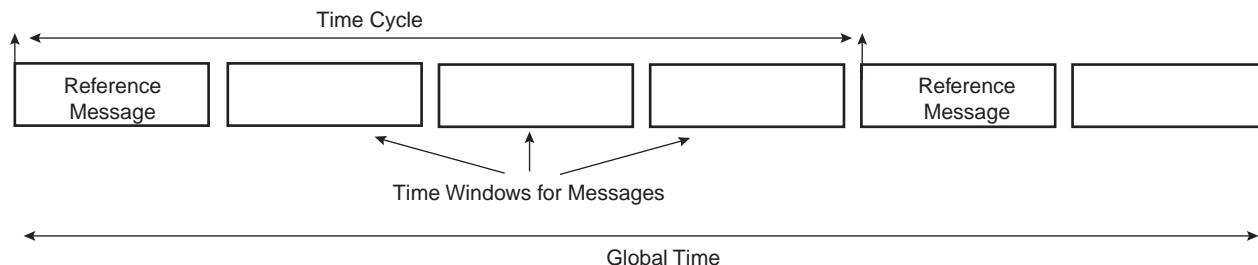 Time Cycle
Reference
Message
Reference
Message
Time Windows for Messages
Global Time